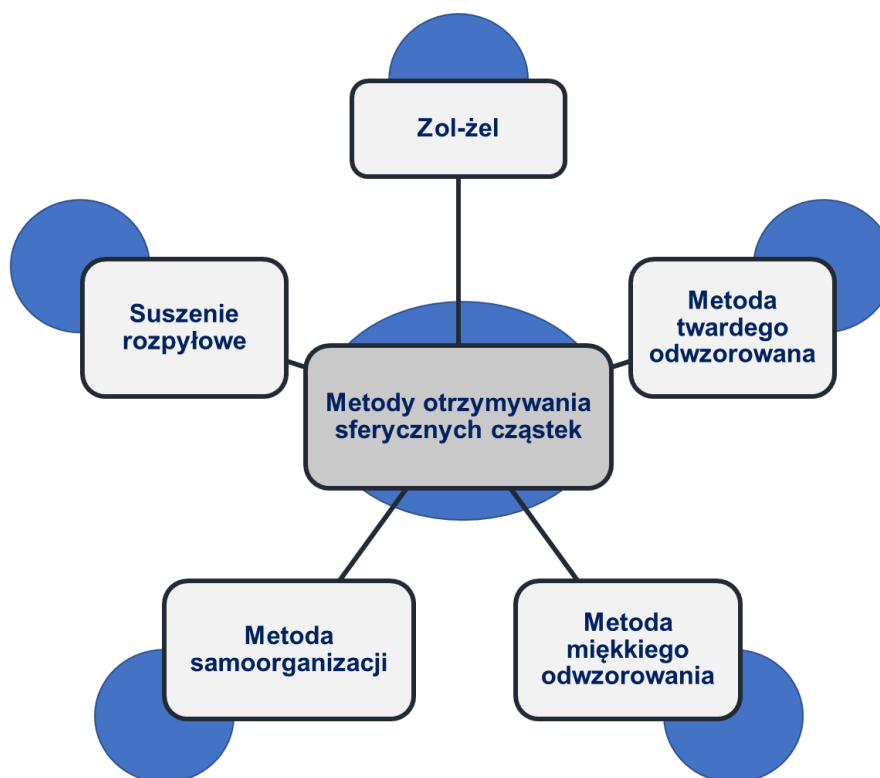 Zol-żel
Suszenie
rozpyłowe
Metoda
twardego
odwzorowana
Metody otrzymywania
sferycznych cząstek
Metoda
samoorganizacji
Metoda
miękkiego
odwzorowania